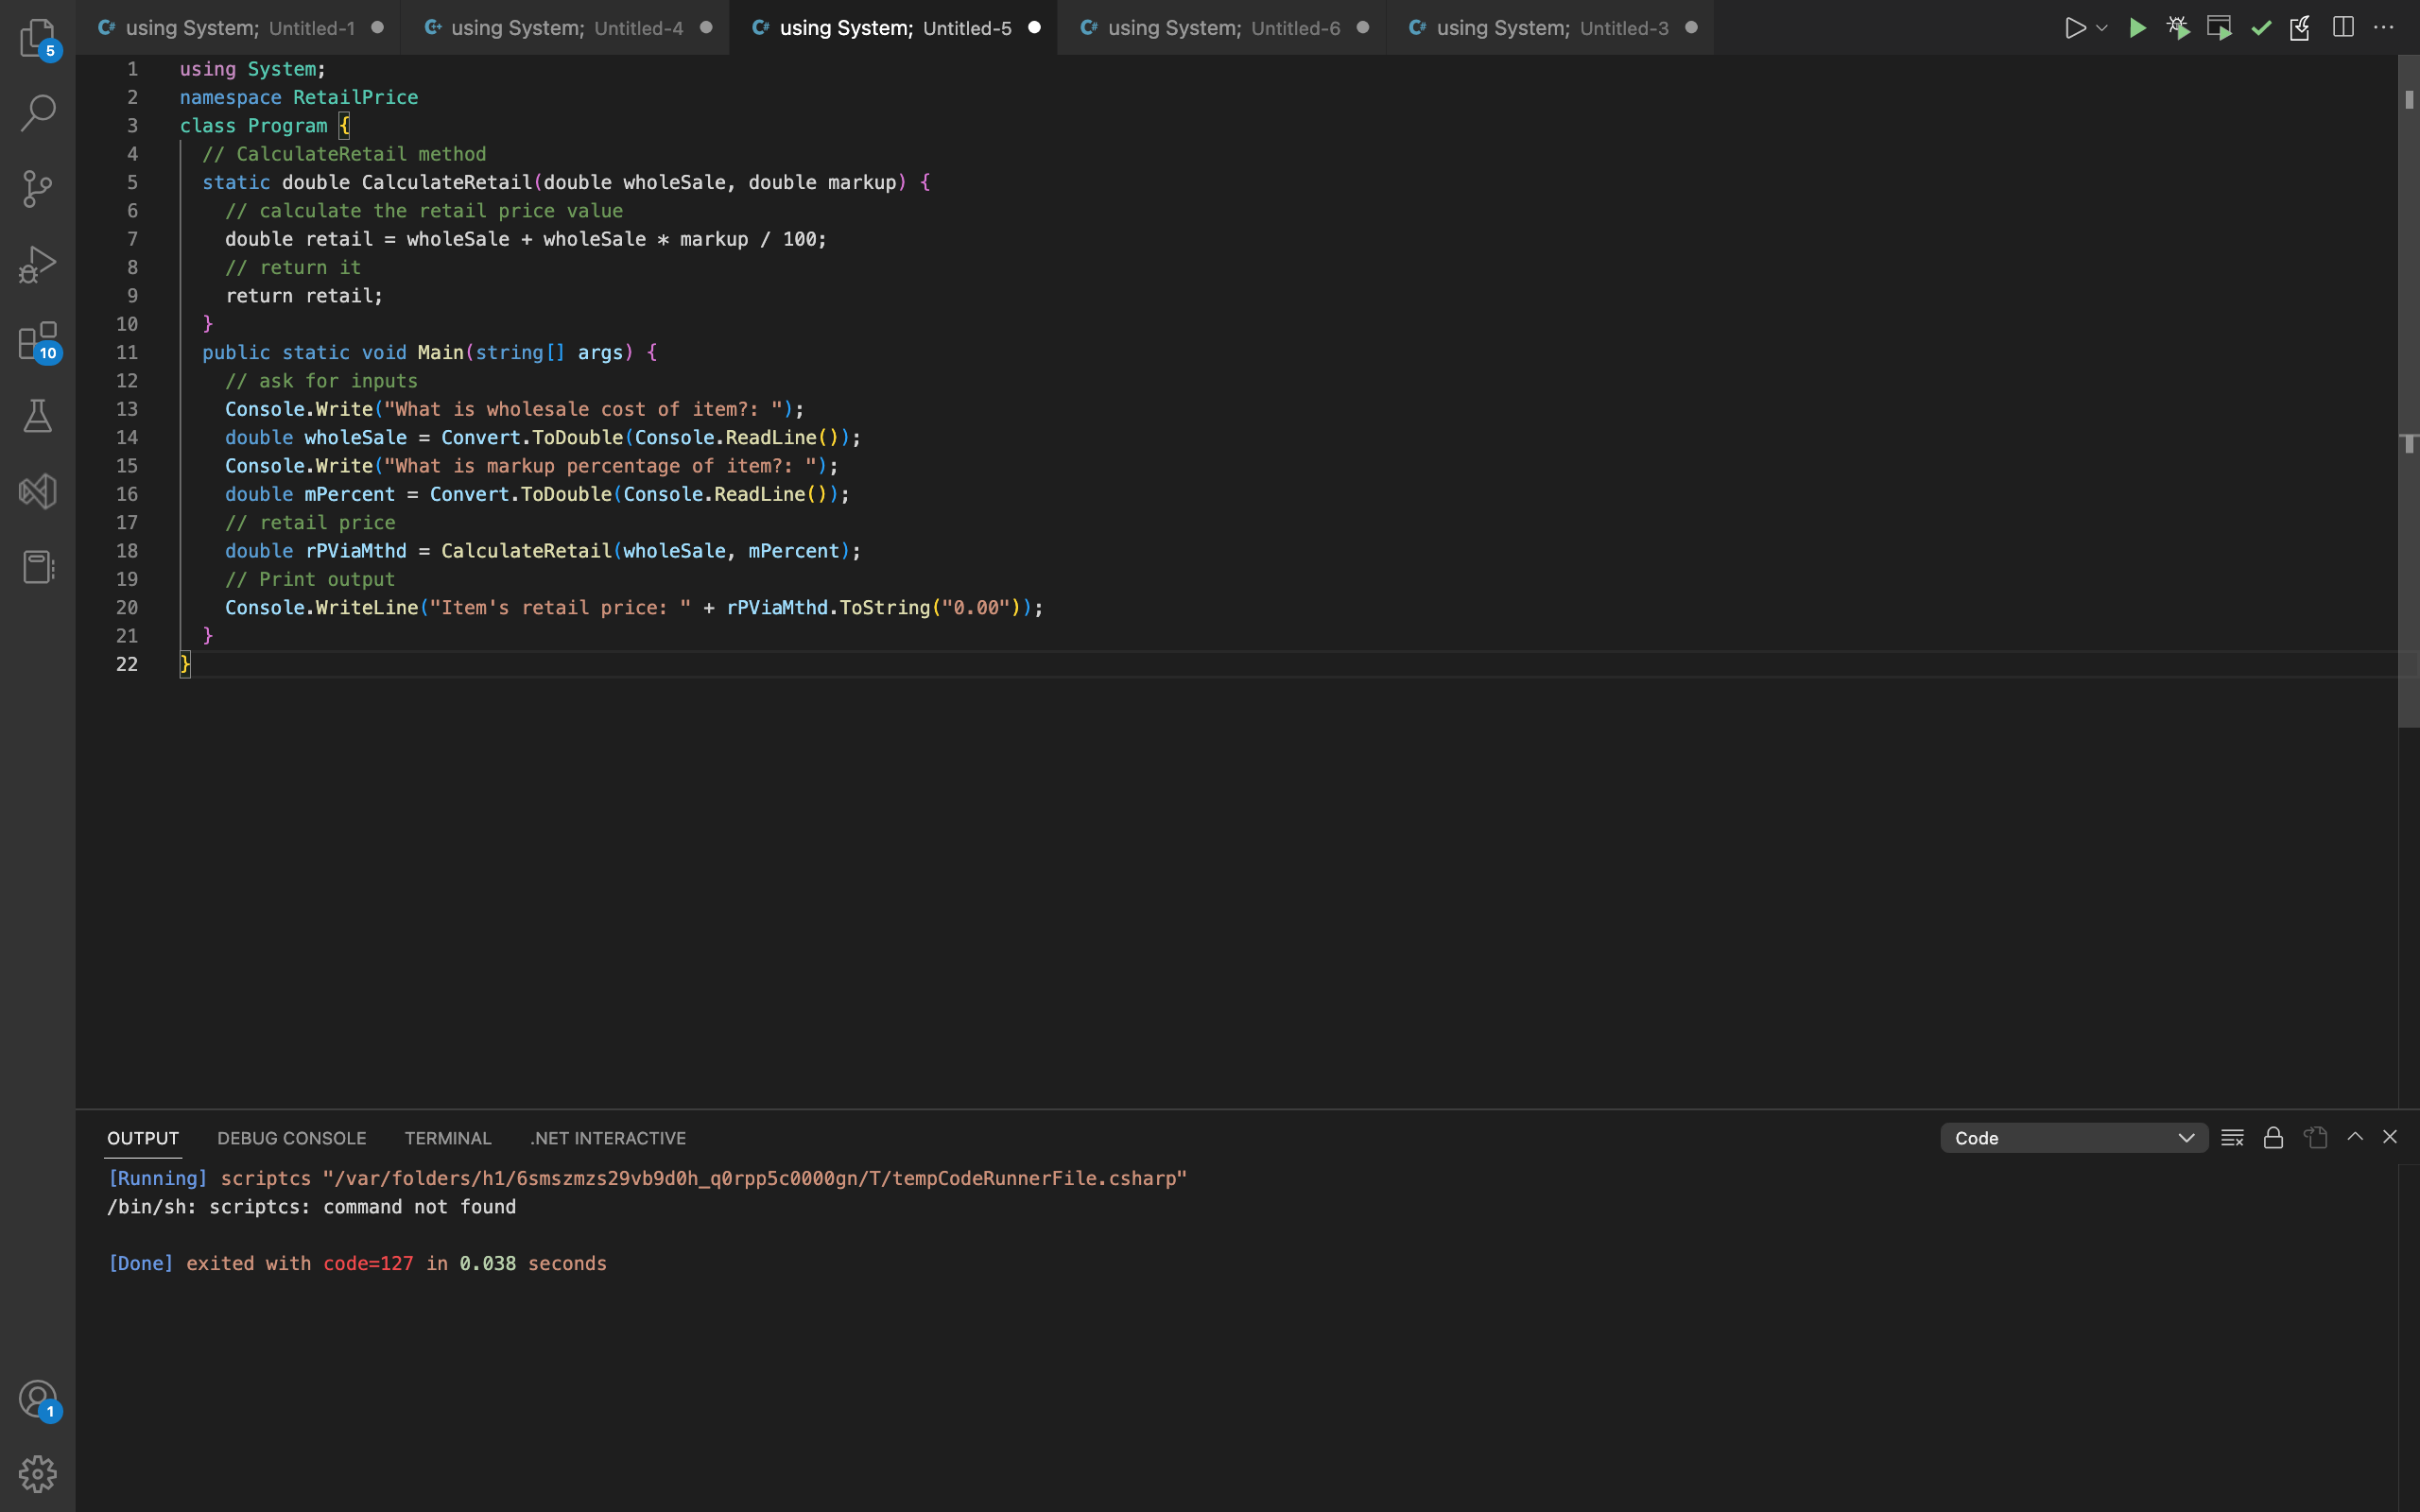 5
using System; Untitled-1
using System; Untitled-4
using System; Untitled-5
using System; Untitled-6
using System; Untitled-3
1 using System;
2 namespace RetailPrice
3 class Program {
4 // CalculateRetail method
5 static double CalculateRetail(double wholeSale, double markup) {
6 // calculate the retail price value
7 double retail = wholeSale + wholeSale * markup / 100;
8 // return it
9 return retail;
10 }
11 public static void Main(string[] args) {
12 // ask for inputs
13 Console.Write("What is wholesale cost of item?: ");
14 double wholeSale = Convert.ToDouble(Console.ReadLine());
15 Console.Write("What is markup percentage of item?: ");
16 double mPercent = Convert.ToDouble(Console.ReadLine());
17 // retail price
18 double rPViaMthd = CalculateRetail(wholeSale, mPercent);
19 // Print output
20 Console.WriteLine("Item's retail price: " + rPViaMthd.ToString("0.00"));
21 }
22 }
10
OUTPUT DEBUG CONSOLE TERMINAL .NET INTERACTIVE
Code
[Running] scriptcs "/var/folders/h1/6smszmzs29vb9d0h_q0rpp5c0000gn/T/tempCodeRunnerFile.csharp"
/bin/sh: scriptcs: command not found
[Done] exited with code=127 in 0.038 seconds
1